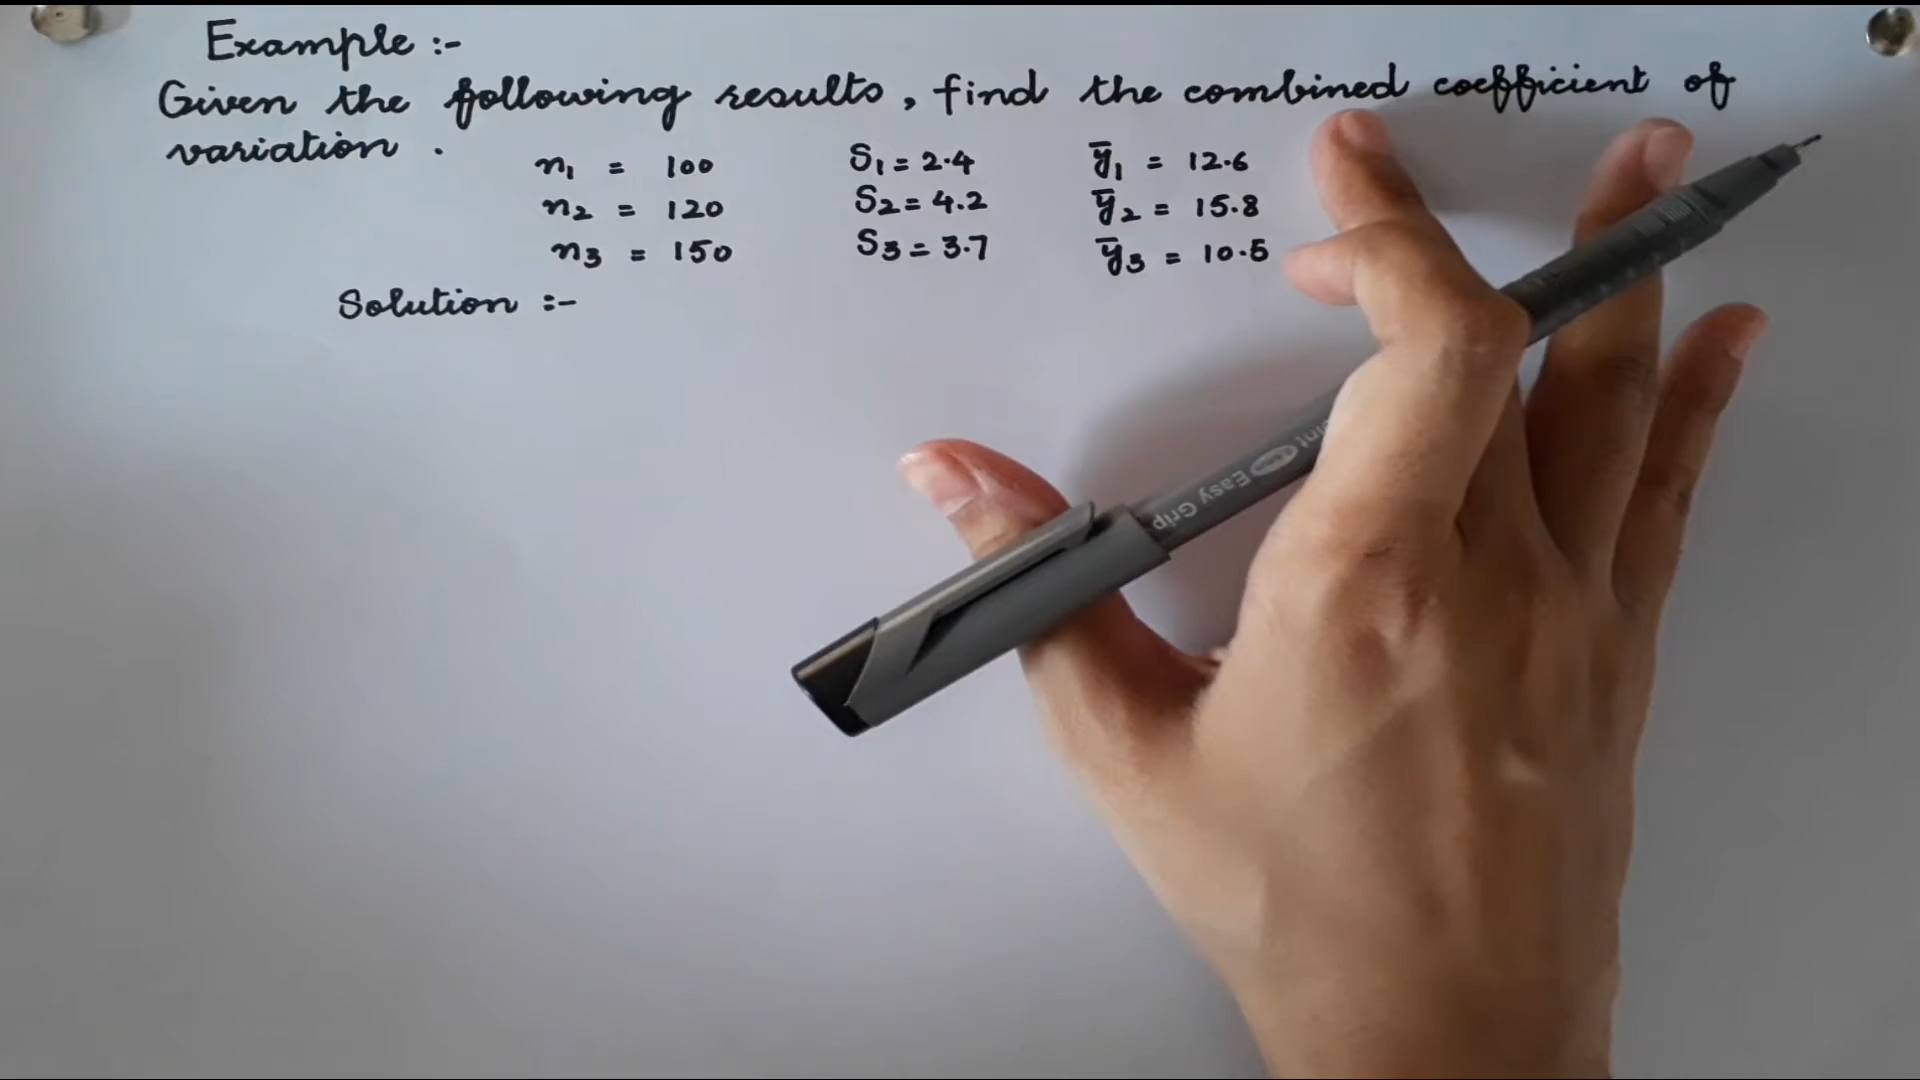 Example :-
Given the following results, find the combined coefficient of
variation.
n₁ = 100 S₁ = 2.4 ȳ₁ = 12.6
n₂ = 120 S₂ = 4.2 ȳ₂ = 15.8
n₃ = 150 S₃ = 3.7 ȳ₃ = 10.5
Solution :-
Easy Grip